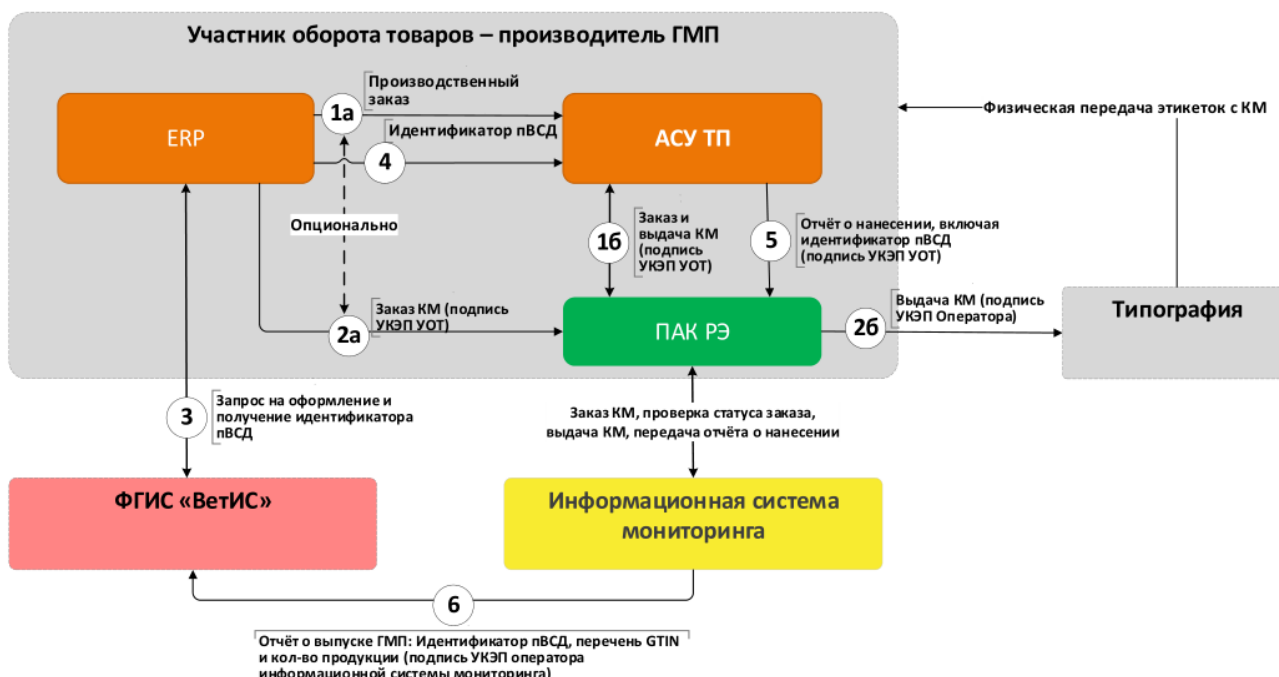 Участник оборота товаров – производитель ГМП
Производственный
заказ
1а
Физическая передача этикеток с КМ
ERP
Идентификатор пВСД
АСУ ТП
4
Опционально
Заказ и
выдача КМ
(подпись
УКЭП УОТ)
1б
5
Отчёт о нанесении, включая
идентификатор пВСД
(подпись УКЭП УОТ)
Заказ КМ (подпись
УКЭП УОТ)
2а
ПАК РЭ
Выдача КМ (подпись
УКЭП Оператора)
2б
Типография
3
Запрос на оформление и
получение идентификатора
пВСД
Заказ КМ, проверка статуса заказа,
выдача КМ, передача отчёта о нанесении
ФГИС «ВетИС»
Информационная система
мониторинга
6
Отчёт о выпуске ГМП: Идентификатор пВСД, перечень GTIN
и кол-во продукции (подпись УКЭП оператора
информационной системы мониторинга)